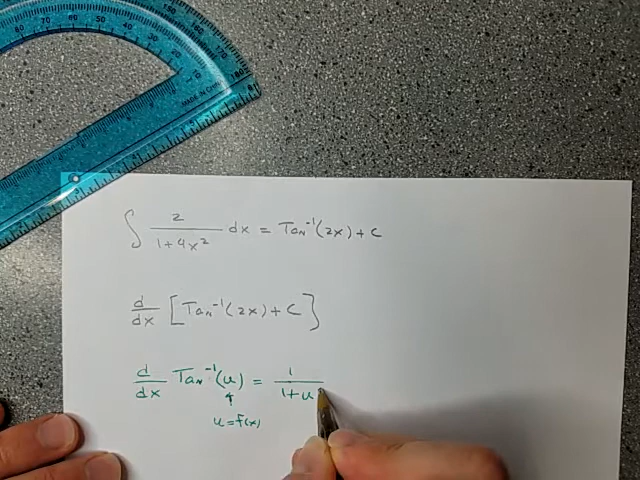 ∫ 2/(1+4x²) dx = Tan⁻¹(2x)+C
d/dx [Tan⁻¹(2x)+C]
d/dx Tan⁻¹(u) = 1/(1+u
u=f(x)